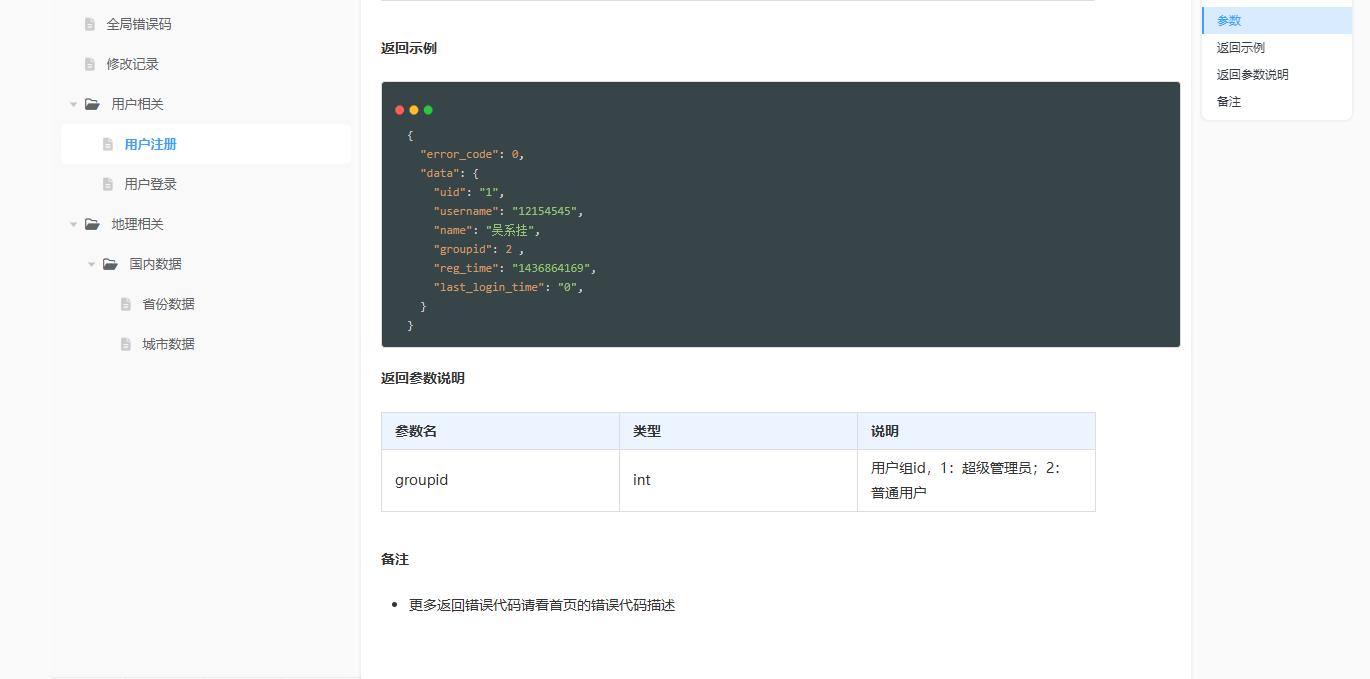 全局错误码
修改记录
用户相关
用户注册
用户登录
地理相关
国内数据
省份数据
城市数据
返回示例
{
"error_code": 0,
"data": {
"uid": "1",
"username": "12154545",
"name": "吴系挂",
"groupid": 2 ,
"reg_time": "1436864169",
"last_login_time": "0",
}
}
返回参数说明
参数名 类型 说明
groupid int 用户组id，1：超级管理员；2：
普通用户
备注
更多返回错误代码请看首页的错误代码描述
参数
返回示例
返回参数说明
备注